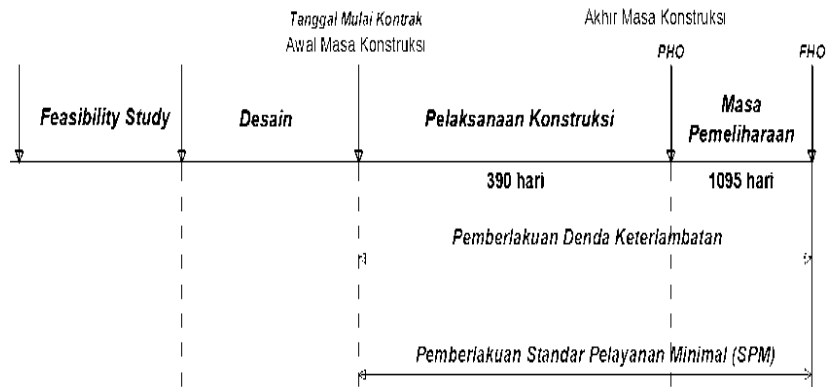 Tanggal Mulai Kontrak
Awal Masa Konstruksi
Akhir Masa Konstruksi
PHO
FHO
Feasibility Study
Desain
Pelaksanaan Konstruksi
Masa
Pemeliharaan
390 hari
1095 hari
Pemberlakuan Denda Keterlambatan
Pemberlakuan Standar Pelayanan Minimal (SPM)